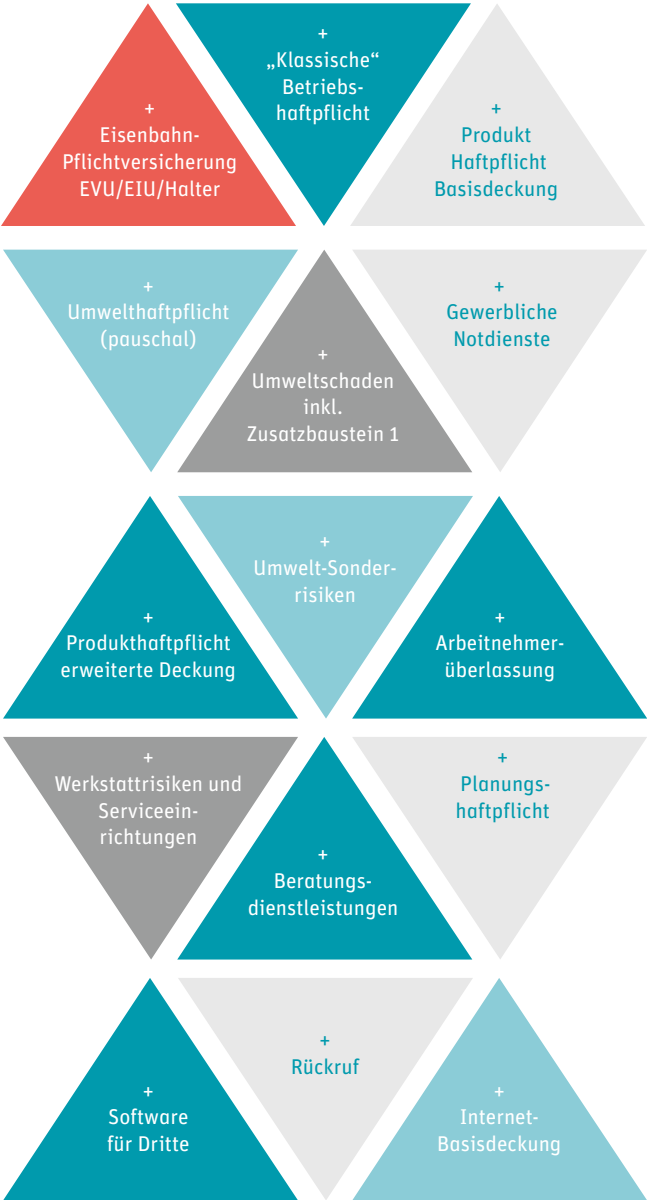 +
Eisenbahn-
Pflichtversicherung
EVU/EIU/Halter
+
„Klassische“
Betriebs-
haftpflicht
+
Produkt
Haftpflicht
Basisdeckung
+
Umwelthaftpflicht
(pauschal)
+
Umweltschaden
inkl.
Zusatzbaustein 1
+
Gewerbliche
Notdienste
+
Produkthaftpflicht
erweiterte Deckung
+
Umwelt-Sonder-
risiken
+
Arbeitnehmer-
überlassung
+
Werkstattrisiken und
Serviceein-
richtungen
+
Beratungs-
dienstleistungen
+
Planungs-
haftpflicht
+
Software
für Dritte
+
Rückruf
+
Internet-
Basisdeckung